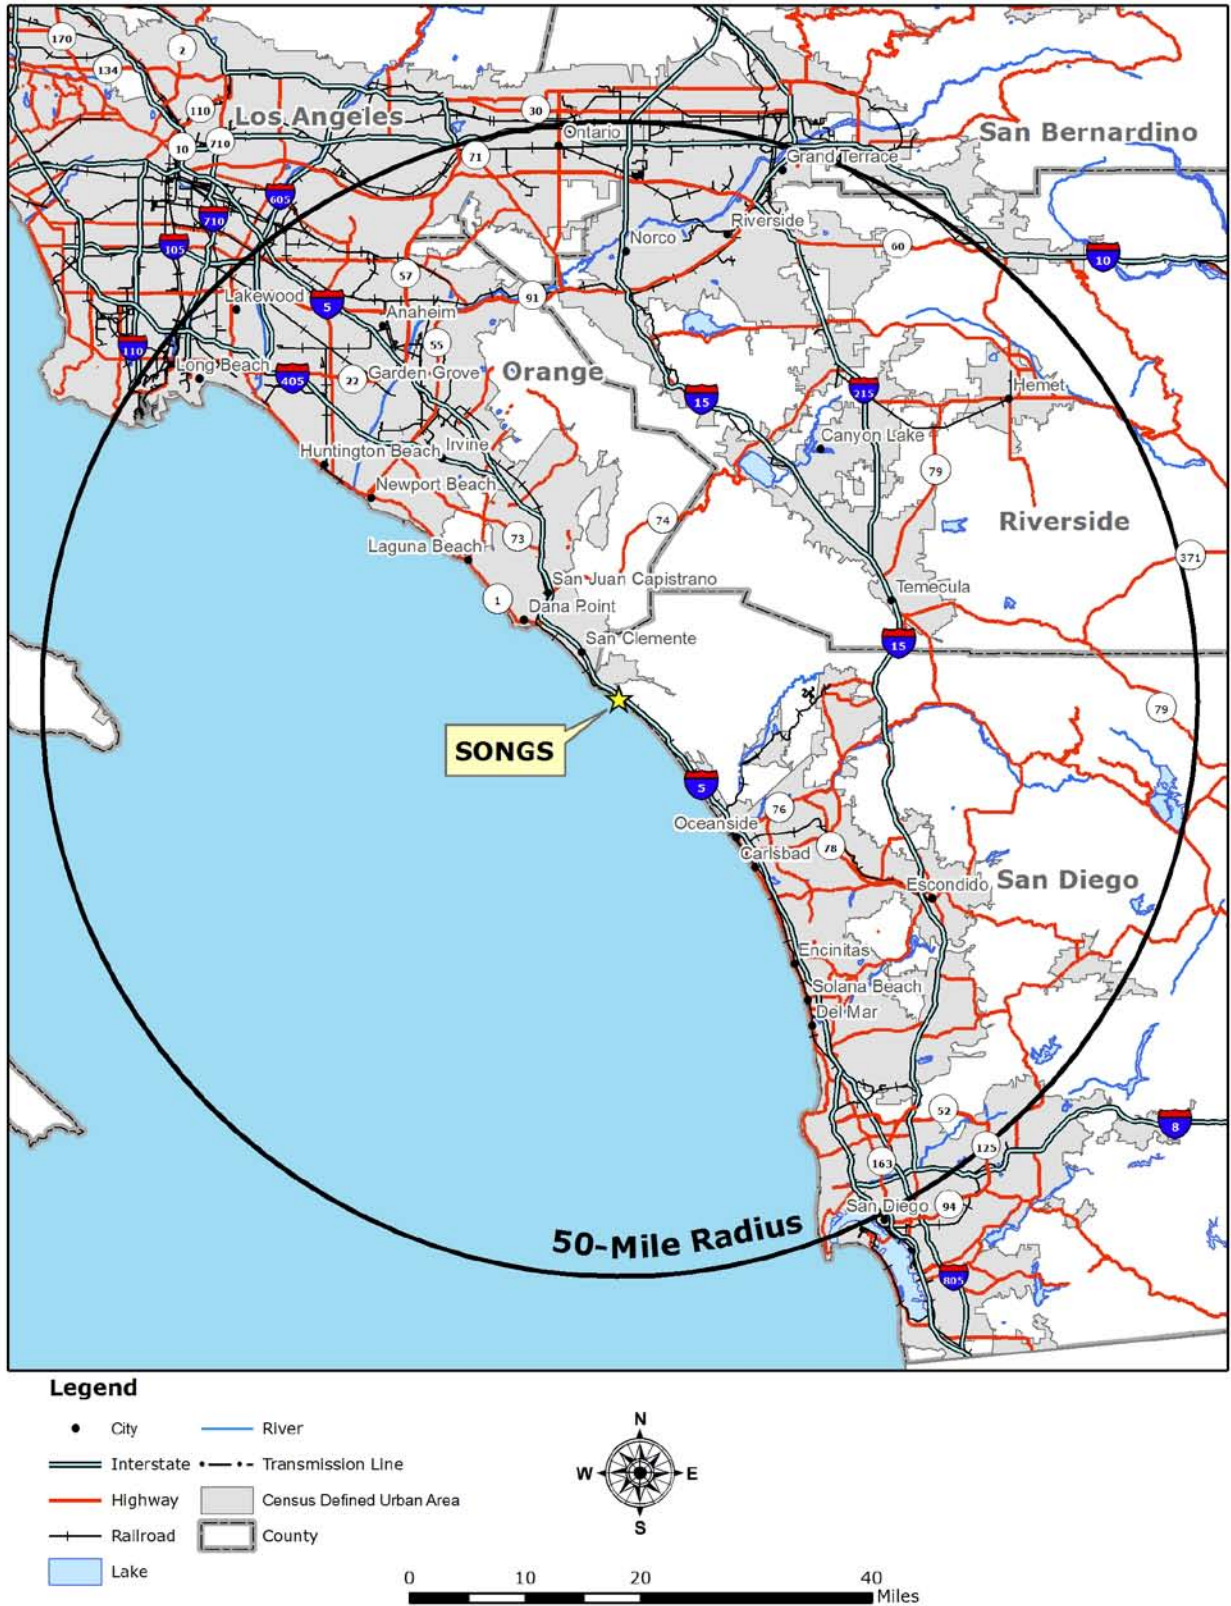 170
2
134
110
Los Angeles
30
Ontario
San Bernardino
10
710
71
Grand Terrace
605
710
Riverside
105
Norco
60
10
57
91
Lakewood
5
Anaheim
55
110
Long Beach
405
22
Garden Grove
Orange
15
215
Hemet
Canyon Lake
Huntington Beach
Irvine
79
Newport Beach
74
Riverside
73
Laguna Beach
371
San Juan Capistrano
Temecula
1
Dana Point
San Clemente
15
79
SONGS
5
76
Oceanside
Carlsbad
78
Escondido
San Diego
Encinitas
Solana Beach
Del Mar
52
8
125
163
San Diego
94
50-Mile Radius
805
Legend
City
River
Interstate
Transmission Line
Highway
Census Defined Urban Area
Railroad
County
Lake
N
W
E
S
0
10
20
40
Miles